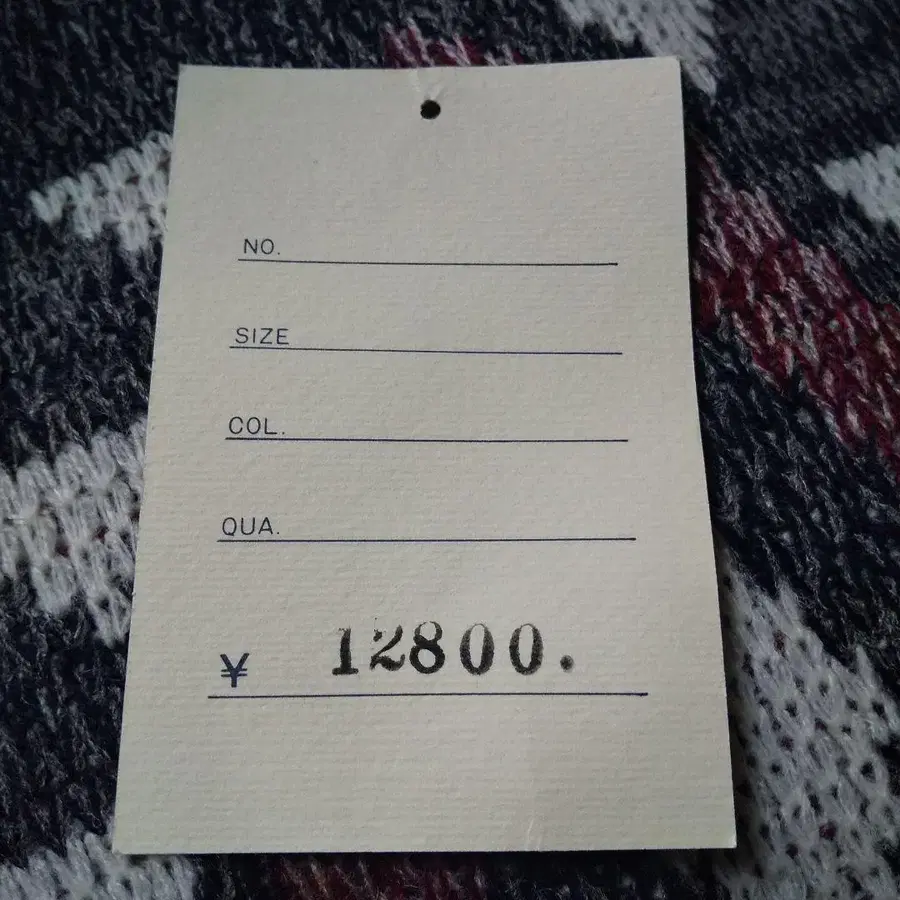 NO.
SIZE
COL.
QUA.
¥ 12800.